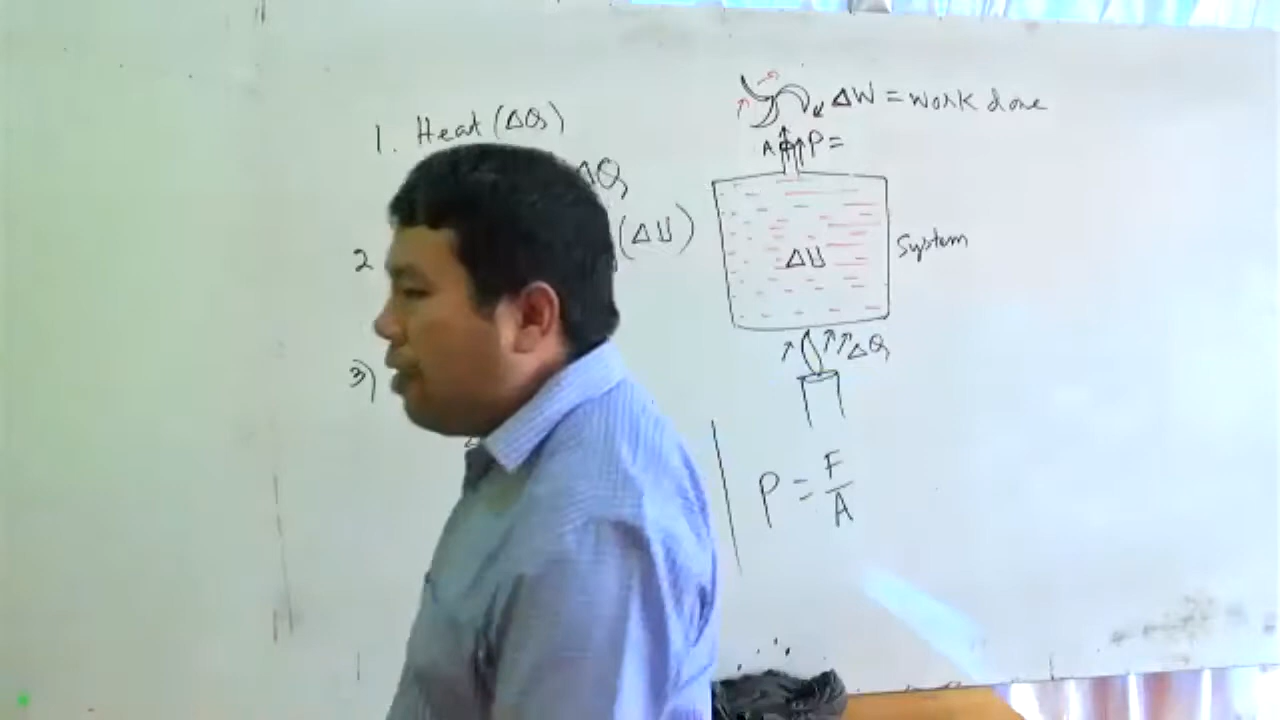 1. Heat (ΔQ)
ΔQ
2 (ΔU)
3)
ΔW = work done
A P =
ΔU
System
ΔQ
P = F/A